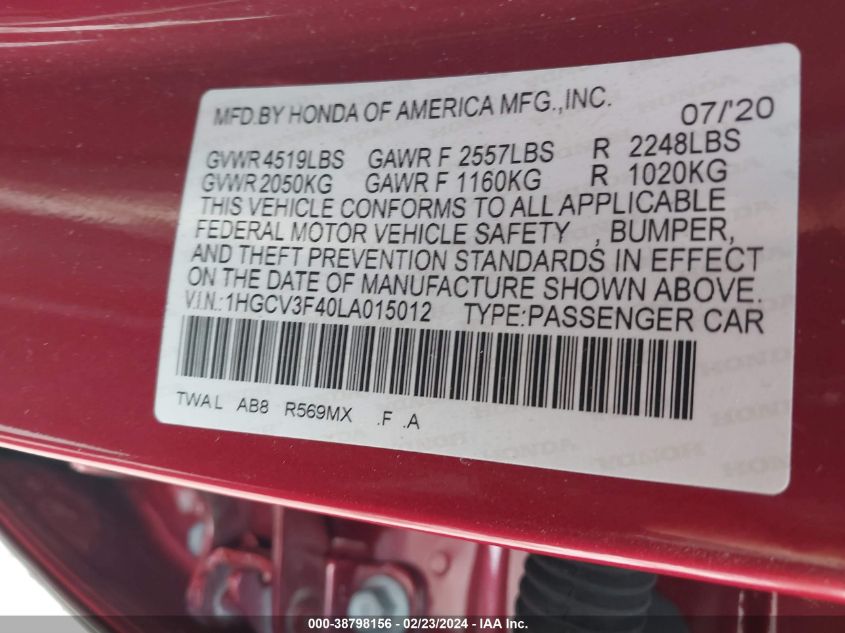 MFD.BY HONDA OF AMERICA MFG.,INC. 07/'20
GVWR 4519LBS GAWR F 2557LBS R 2248LBS
GVWR 2050KG GAWR F 1160KG R 1020KG
THIS VEHICLE CONFORMS TO ALL APPLICABLE
FEDERAL MOTOR VEHICLE SAFETY , BUMPER,
AND THEFT PREVENTION STANDARDS IN EFFECT
ON THE DATE OF MANUFACTURE SHOWN ABOVE.
V.I.N.:1HGCV3F40LA015012 TYPE:PASSENGER CAR
TWAL AB8 R569MX .F .A
000-38798156 - 02/23/2024 - IAA Inc.